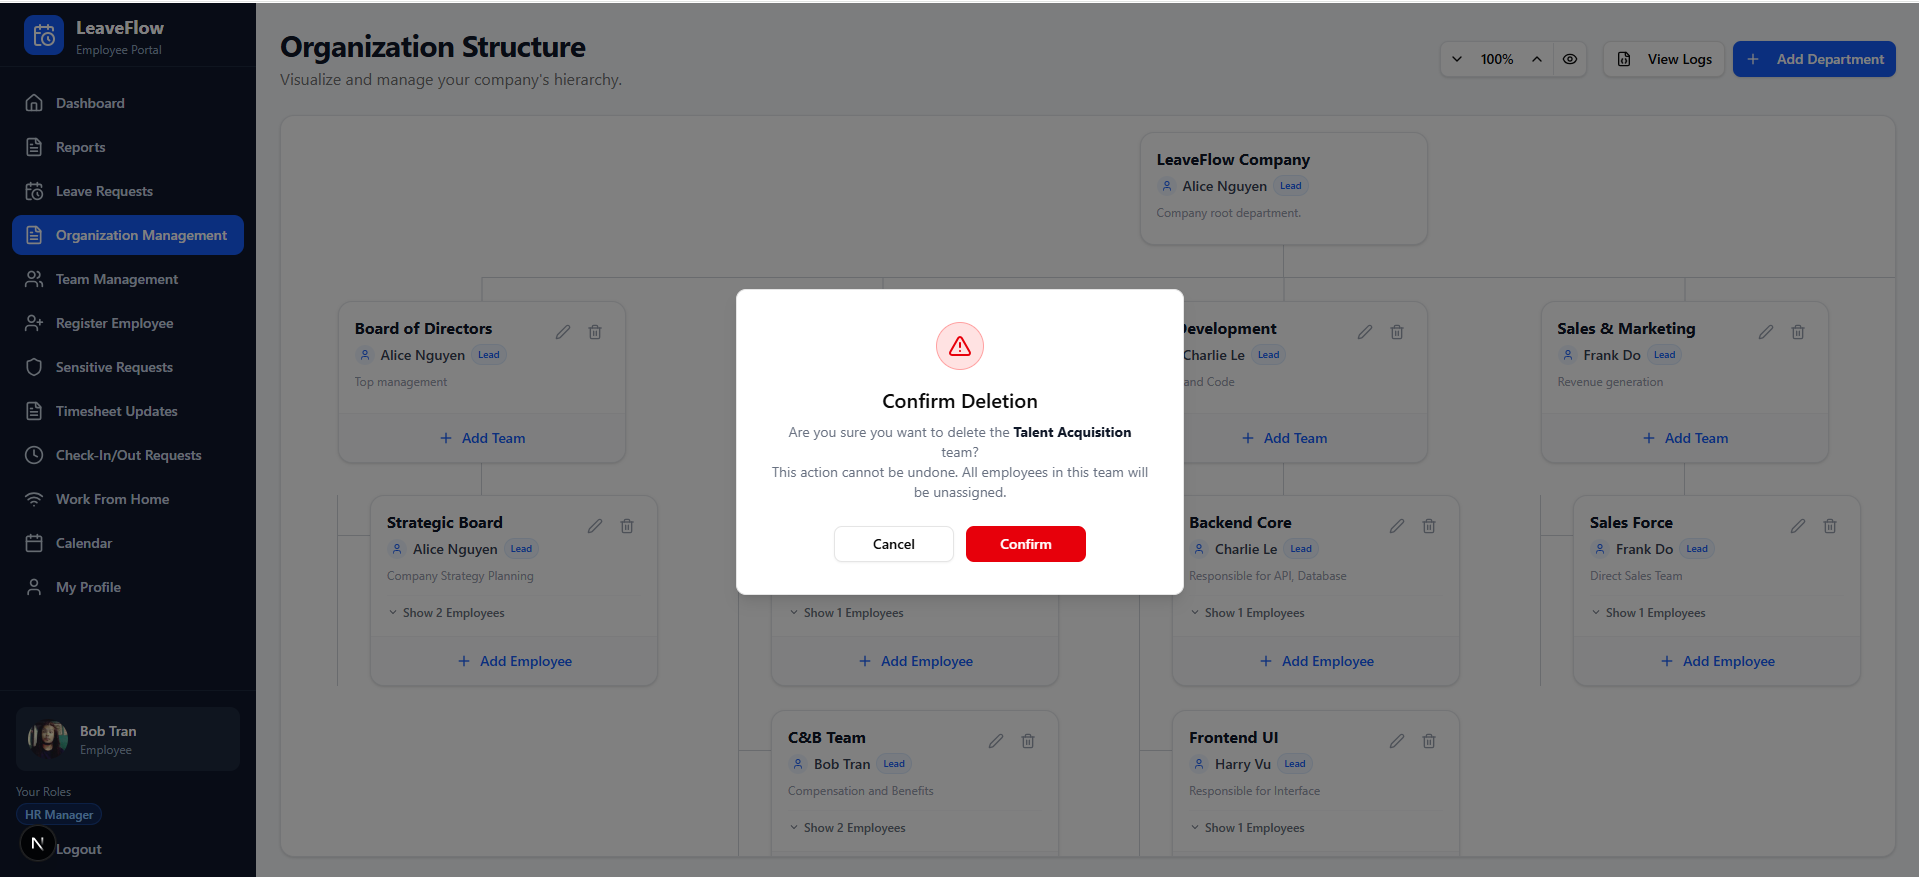 LeaveFlow
Employee Portal
Dashboard
Reports
Leave Requests
Organization Management
Team Management
Register Employee
Sensitive Requests
Timesheet Updates
Check-In/Out Requests
Work From Home
Calendar
My Profile
Bob Tran
Employee
Your Roles
HR Manager
N
Logout
Organization Structure
Visualize and manage your company's hierarchy.
100%
View Logs
Add Department
LeaveFlow Company
Alice Nguyen Lead
Company root department.
Board of Directors
Alice Nguyen Lead
Top management
Add Team
Strategic Board
Alice Nguyen Lead
Company Strategy Planning
Show 2 Employees
Add Employee
Confirm Deletion
Are you sure you want to delete the Talent Acquisition
team?
This action cannot be undone. All employees in this team will
be unassigned.
Cancel
Confirm
Show 1 Employees
Add Employee
C&B Team
Bob Tran Lead
Compensation and Benefits
Show 2 Employees
Development
Charlie Le Lead
and Code
Add Team
Backend Core
Charlie Le Lead
Responsible for API, Database
Show 1 Employees
Add Employee
Frontend UI
Harry Vu Lead
Responsible for Interface
Show 1 Employees
Sales & Marketing
Frank Do Lead
Revenue generation
Add Team
Sales Force
Frank Do Lead
Direct Sales Team
Show 1 Employees
Add Employee